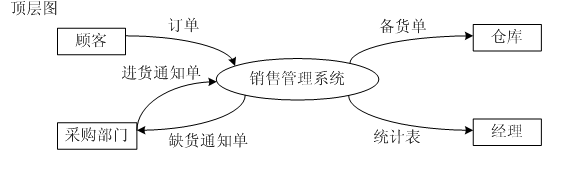 顶层图
顾客
订单
备货单
仓库
进货通知单
销售管理系统
采购部门
缺货通知单
统计表
经理